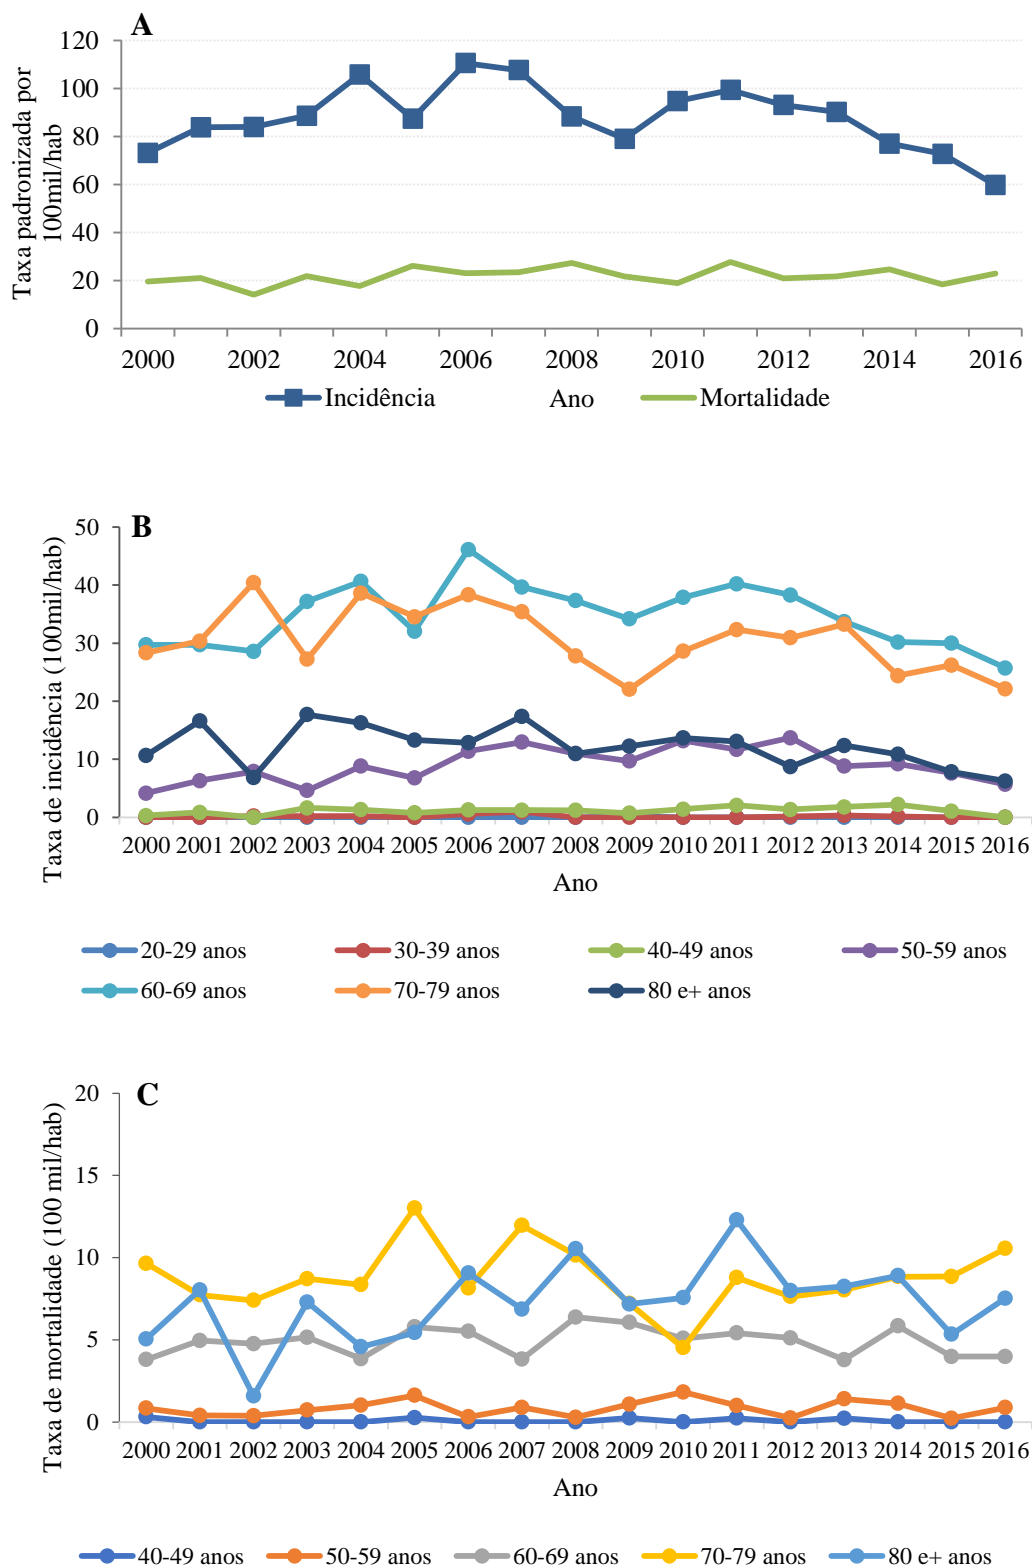 A
Taxa padronizada por
100mil/hab
120
100
80
60
40
20
0
2000 2002 2004 2006 2008 2010 2012 2014 2016
Incidência Ano Mortalidade
B
Taxa de incidência (100mil/hab)
50
40
30
20
10
0
2000 2001 2002 2003 2004 2005 2006 2007 2008 2009 2010 2011 2012 2013 2014 2015 2016
Ano
20-29 anos 30-39 anos 40-49 anos 50-59 anos
60-69 anos 70-79 anos 80 e+ anos
C
Taxa de mortalidade (100 mil/hab)
20
15
10
5
0
2000 2001 2002 2003 2004 2005 2006 2007 2008 2009 2010 2011 2012 2013 2014 2015 2016
Ano
40-49 anos 50-59 anos 60-69 anos 70-79 anos 80 e+ anos